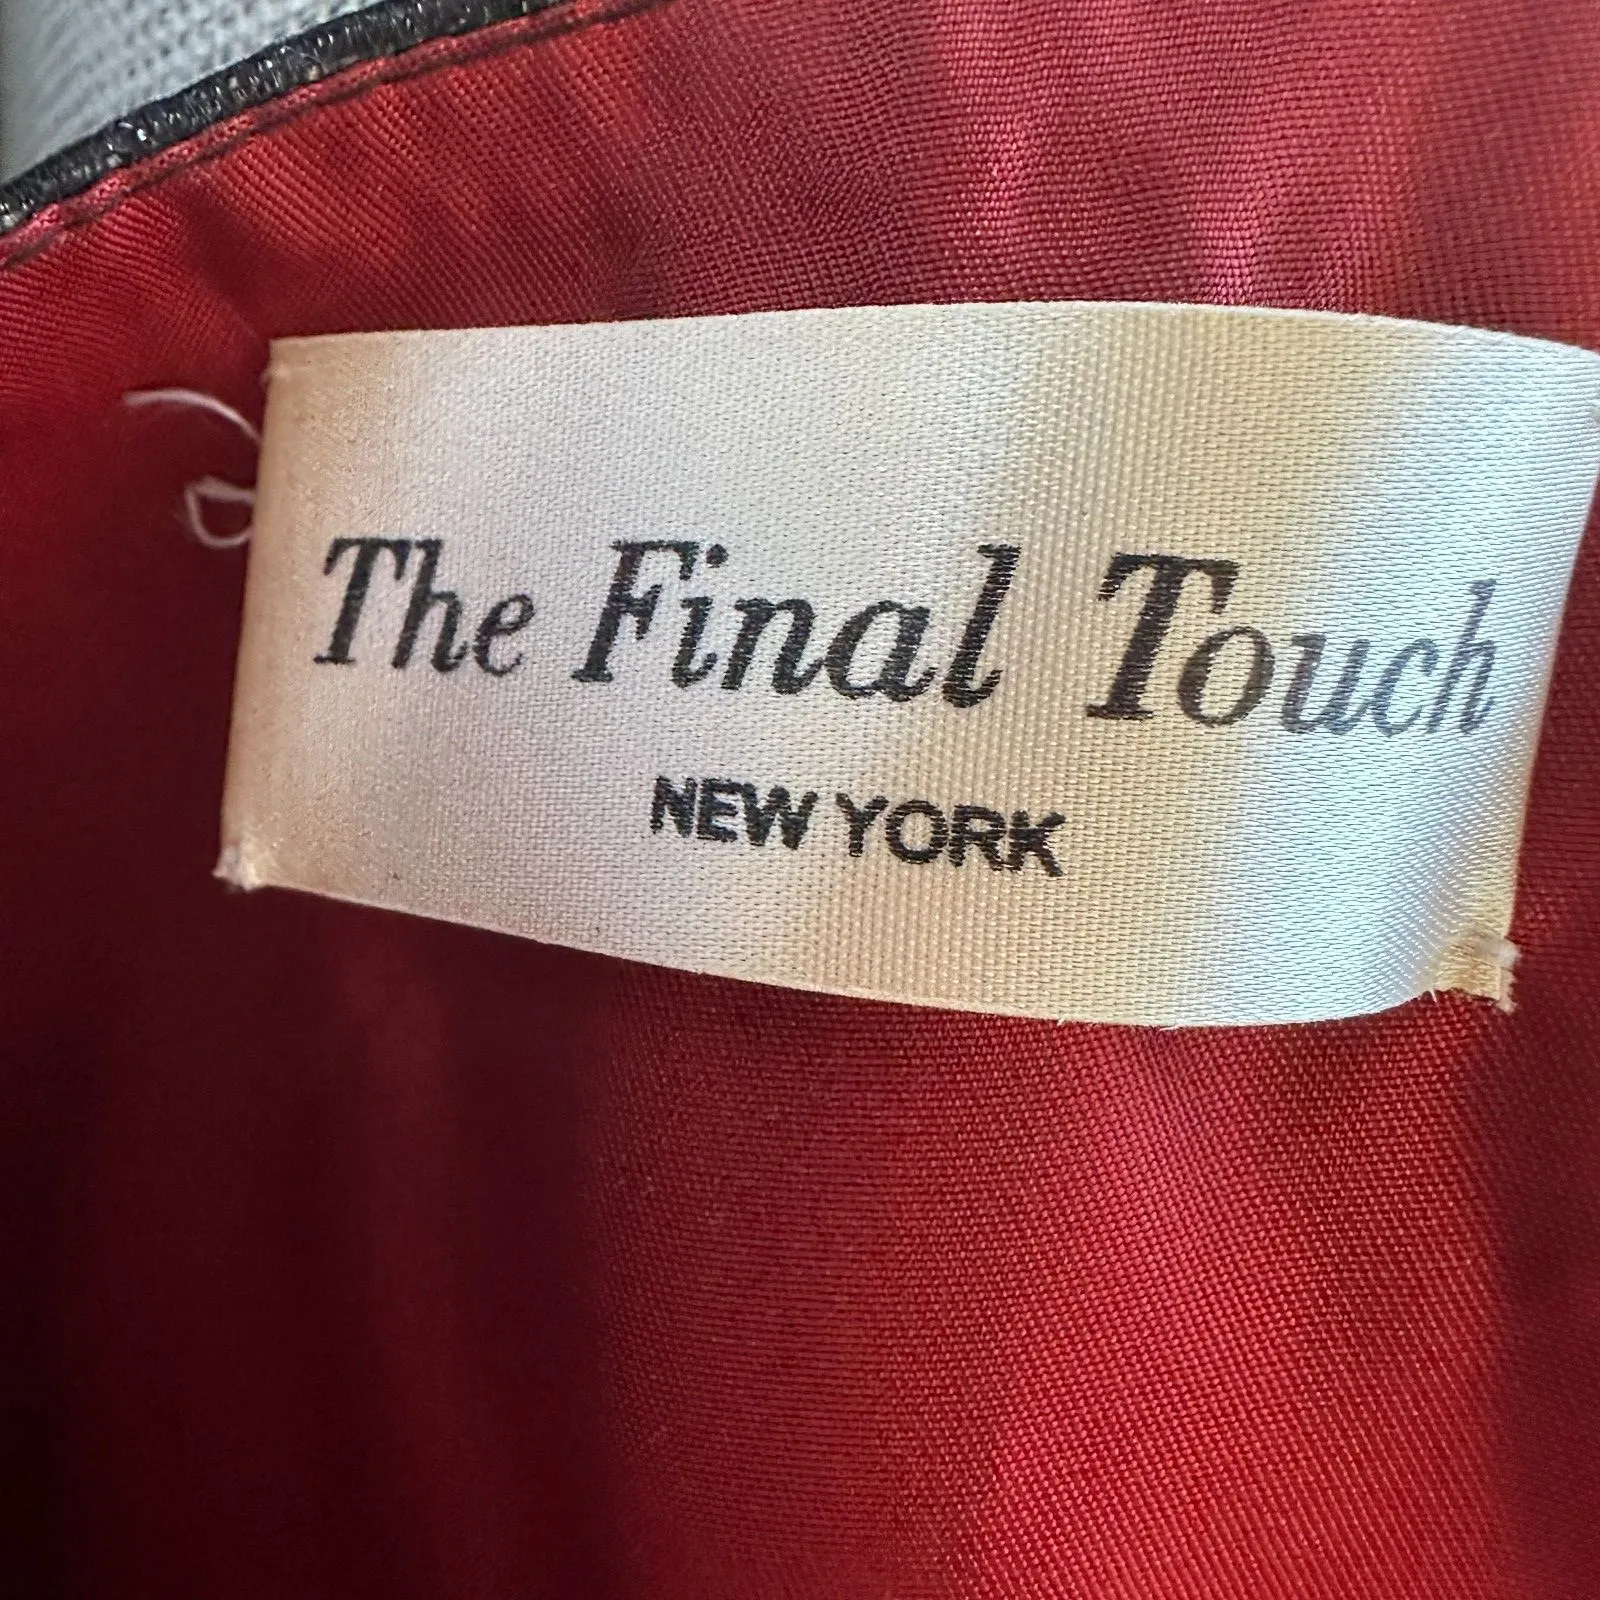 The Final Touch
NEW YORK